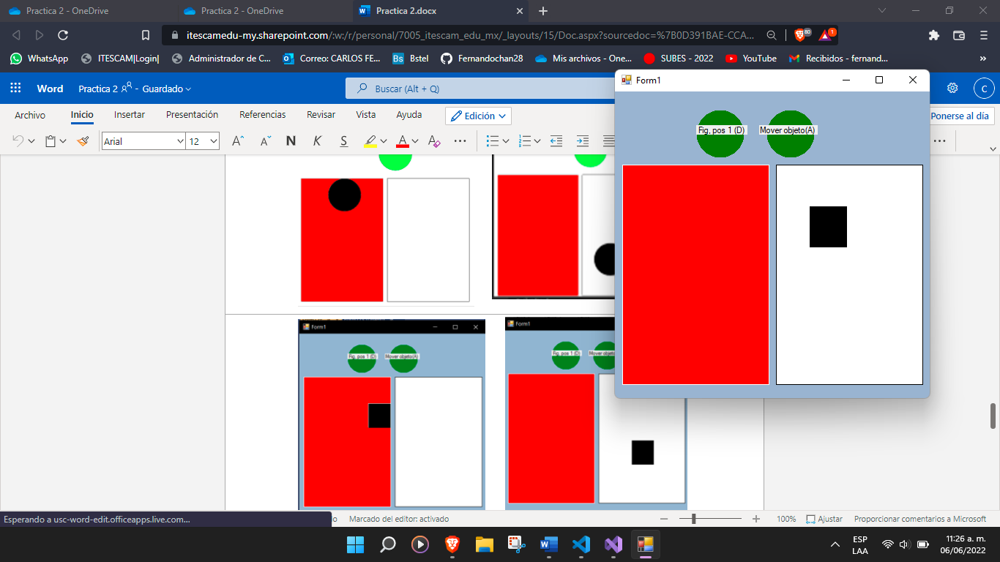 Practica 2 - OneDrive
Practica 2 - OneDrive
Practica 2.docx
itescamedu-my.sharepoint.com/:w:/r/personal/7005_itescam_edu_mx/_layouts/15/Doc.aspx?sourcedoc=%7B0D391BAE-CCA...
80
1
WhatsApp
ITESCAM|Login|
Administrador de C...
Correo: CARLOS FE...
Bs Bstel
Fernandochan28
Mis archivos - One...
SUBES - 2022
YouTube
Recibidos - fernand...
»
Word
Practica 2
- Guardado
Buscar (Alt + Q)
C
Archivo
Inicio
Insertar
Presentación
Referencias
Revisar
Vista
Ayuda
Edición
Ponerse al día
Arial
12
N
K
S
Form1
Fig, pos 1 (D)
Mover objeto(A)
Form1
Fig, pos 1 (D)
Mover objeto(A)
Form1
Fig, pos 1 (D)
Esperando a usc-word-edit.officeapps.live.com...
Marcado del editor: activado
100%
Ajustar
Proporcionar comentarios a Microsoft
ESP
LAA
11:26 a. m.
06/06/2022